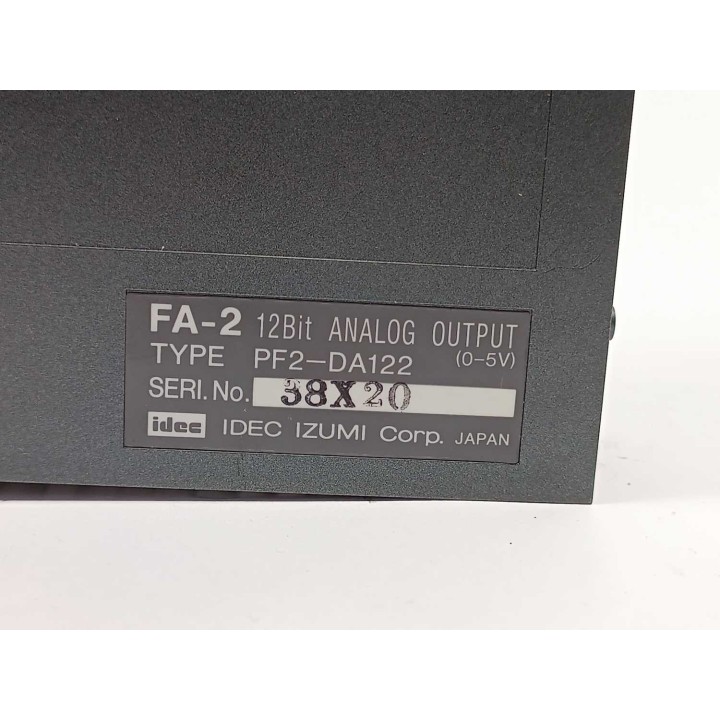 FA-2 12Bit ANALOG OUTPUT
TYPE PF2-DA122 (0-5V)
SERI. No. 38X20
idec IDEC IZUMI Corp. JAPAN